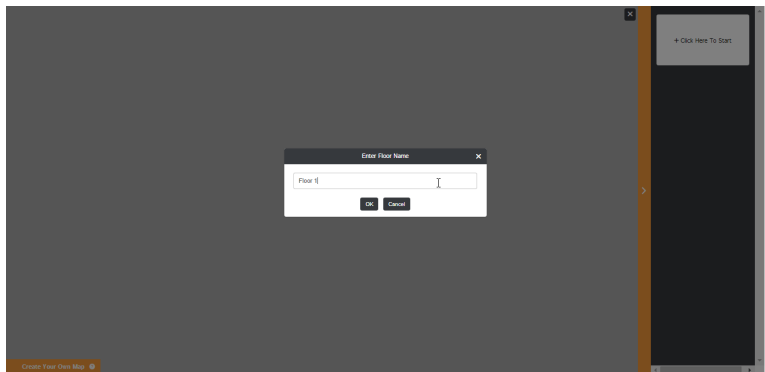 + Click Here To Start
Enter Floor Name
Floor 1
OK
Cancel
Create Your Own Map